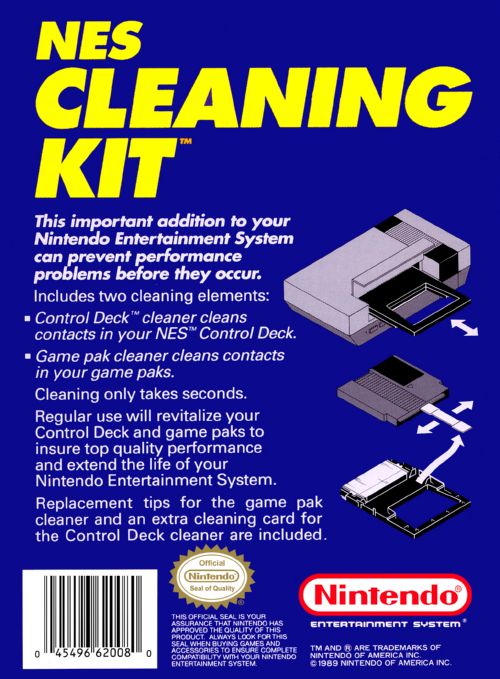 NES
CLEANING
KIT™
This important addition to your
Nintendo Entertainment System
can prevent performance
problems before they occur.
Includes two cleaning elements:
▪ Control Deck™ cleaner cleans
contacts in your NES™ Control Deck.
▪ Game pak cleaner cleans contacts
in your game paks.
Cleaning only takes seconds.
Regular use will revitalize your
Control Deck and game paks to
insure top quality performance
and extend the life of your
Nintendo Entertainment System.
Replacement tips for the game pak
cleaner and an extra cleaning card for
the Control Deck cleaner are included.
0 45496 62008 0
Official
Nintendo®
Seal of Quality
THIS OFFICIAL SEAL IS YOUR
ASSURANCE THAT NINTENDO HAS
APPROVED THE QUALITY OF THIS
PRODUCT. ALWAYS LOOK FOR THIS
SEAL WHEN BUYING GAMES AND
ACCESSORIES TO ENSURE COMPLETE
COMPATIBILITY WITH YOUR NINTENDO
ENTERTAINMENT SYSTEM.
Nintendo®
ENTERTAINMENT SYSTEM®
TM AND ® ARE TRADEMARKS OF
NINTENDO OF AMERICA INC.
©1989 NINTENDO OF AMERICA INC.